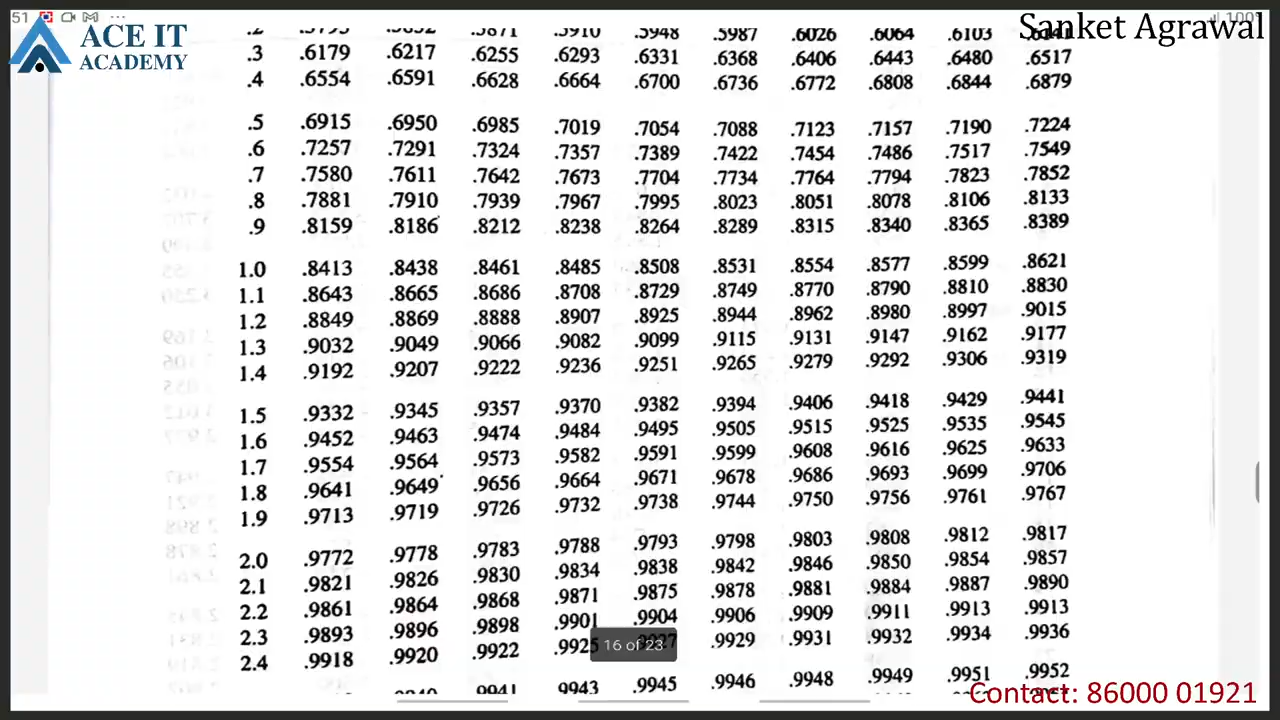 51 100%
ACE IT
ACADEMY
Sanket Agrawal
.5948 .5987 .6026 .6064 .6103
.3 .6179 .6217 .6255 .6293 .6331 .6368 .6406 .6443 .6480 .6517
.4 .6554 .6591 .6628 .6664 .6700 .6736 .6772 .6808 .6844 .6879
.5 .6915 .6950 .6985 .7019 .7054 .7088 .7123 .7157 .7190 .7224
.6 .7257 .7291 .7324 .7357 .7389 .7422 .7454 .7486 .7517 .7549
.7 .7580 .7611 .7642 .7673 .7704 .7734 .7764 .7794 .7823 .7852
.8 .7881 .7910 .7939 .7967 .7995 .8023 .8051 .8078 .8106 .8133
.9 .8159 .8186 .8212 .8238 .8264 .8289 .8315 .8340 .8365 .8389
1.0 .8413 .8438 .8461 .8485 .8508 .8531 .8554 .8577 .8599 .8621
1.1 .8643 .8665 .8686 .8708 .8729 .8749 .8770 .8790 .8810 .8830
1.2 .8849 .8869 .8888 .8907 .8925 .8944 .8962 .8980 .8997 .9015
1.3 .9032 .9049 .9066 .9082 .9099 .9115 .9131 .9147 .9162 .9177
1.4 .9192 .9207 .9222 .9236 .9251 .9265 .9279 .9292 .9306 .9319
1.5 .9332 .9345 .9357 .9370 .9382 .9394 .9406 .9418 .9429 .9441
1.6 .9452 .9463 .9474 .9484 .9495 .9505 .9515 .9525 .9535 .9545
1.7 .9554 .9564 .9573 .9582 .9591 .9599 .9608 .9616 .9625 .9633
1.8 .9641 .9649 .9656 .9664 .9671 .9678 .9686 .9693 .9699 .9706
1.9 .9713 .9719 .9726 .9732 .9738 .9744 .9750 .9756 .9761 .9767
2.0 .9772 .9778 .9783 .9788 .9793 .9798 .9803 .9808 .9812 .9817
2.1 .9821 .9826 .9830 .9834 .9838 .9842 .9846 .9850 .9854 .9857
2.2 .9861 .9864 .9868 .9871 .9875 .9878 .9881 .9884 .9887 .9890
2.3 .9893 .9896 .9898 .9901 .9904 .9906 .9909 .9911 .9913 .9913
2.4 .9918 .9920 .9922 .9925 .9929 .9931 .9932 .9934 .9936
16 of 23
.9941 .9943 .9945 .9946 .9948 .9949 .9951 .9952
Contact: 86000 01921